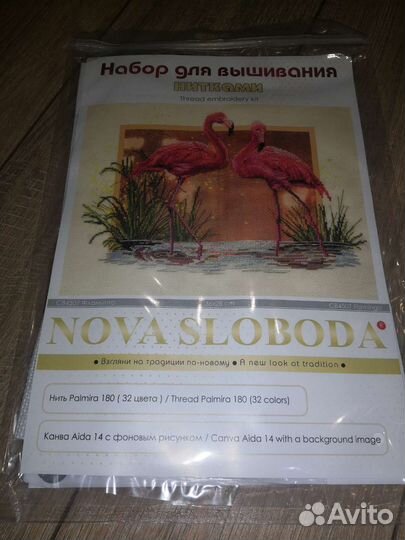 Набор для вышивания
НИТКАМИ
Thread embroidery kit
NOVA SLOBODA
• Взгляни на традиции по-новому • A new look at tradition •
Нить Palmira 180 ( 32 цвета ) / Thread Palmira 180 (32 colors)
Канва Aida 14 с фоновым рисунком / Canva Aida 14 with a background image
Avito